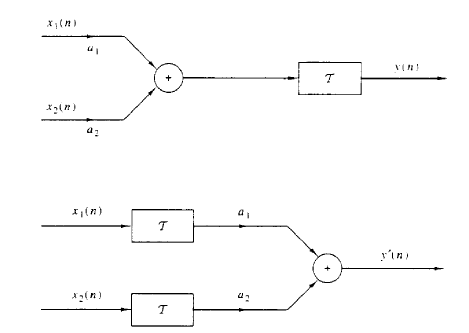 x₁(n)
a₁
+
𝒯
y(n)
x₂(n)
a₂
x₁(n)
𝒯
a₁
+
y′(n)
x₂(n)
𝒯
a₂